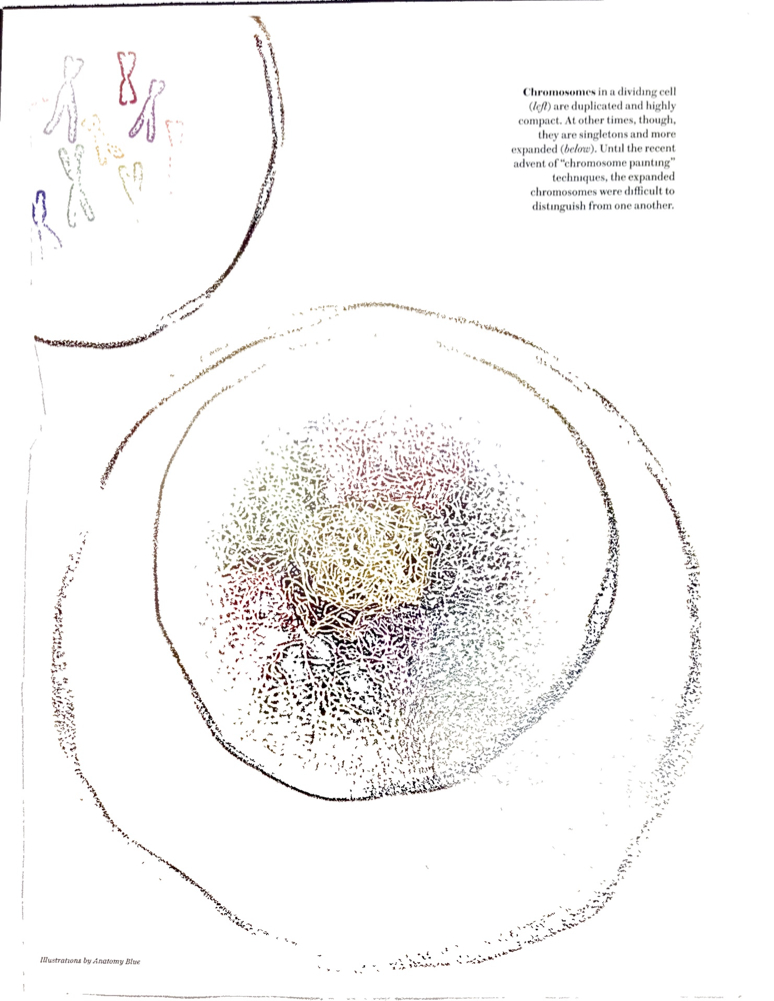 Chromosomes in a dividing cell
(left) are duplicated and highly
compact. At other times, though,
they are singletons and more
expanded (below). Until the recent
advent of "chromosome painting"
techniques, the expanded
chromosomes were difficult to
distinguish from one another.
Illustrations by Anatomy Blue